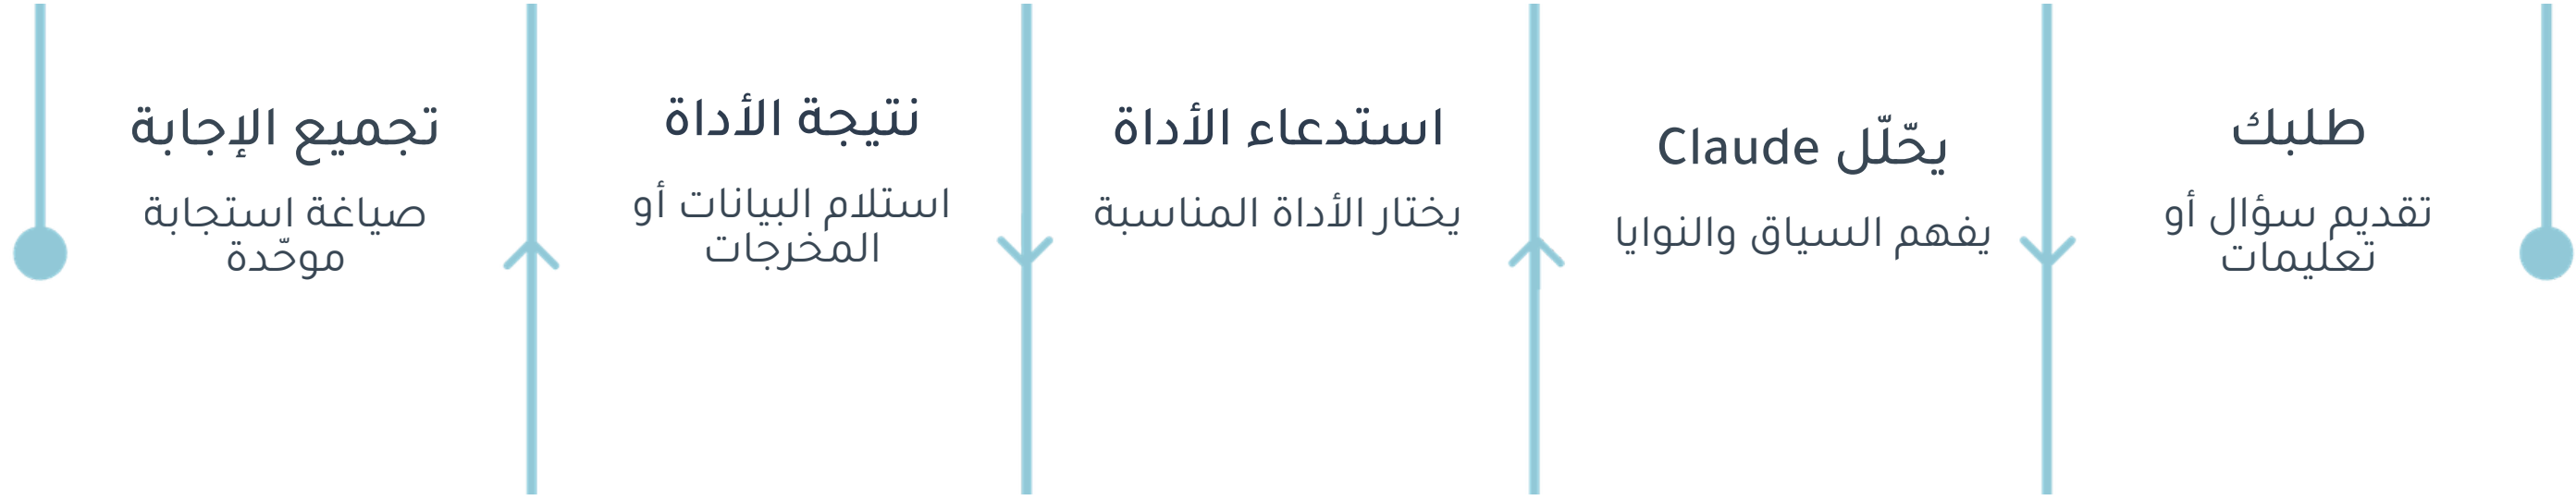 طلبك
تقديم سؤال أو
تعليمات
يحّلّل Claude
يفهم السياق والنوايا
استدعاء الأداة
يختار الأداة المناسبة
نتيجة الأداة
استلام البيانات أو
المخرجات
تجميع الإجابة
صياغة استجابة
موحّدة